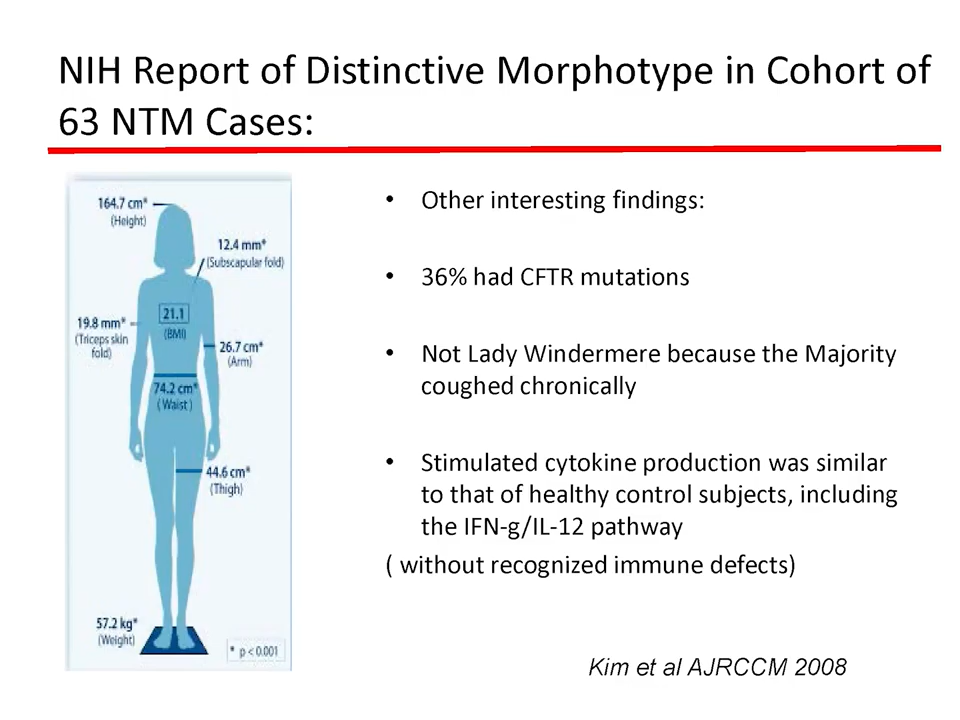 NIH Report of Distinctive Morphotype in Cohort of
63 NTM Cases:
164.7 cm*
(Height)
12.4 mm*
(Subscapular fold)
19.8 mm*
(Triceps skin
fold)
21.1
(BMI)
26.7 cm*
(Arm)
74.2 cm*
(Waist)
44.6 cm*
(Thigh)
57.2 kg*
(Weight)
* p < 0.001
• Other interesting findings:
• 36% had CFTR mutations
• Not Lady Windermere because the Majority
coughed chronically
• Stimulated cytokine production was similar
to that of healthy control subjects, including
the IFN-g/IL-12 pathway
( without recognized immune defects)
Kim et al AJRCCM 2008